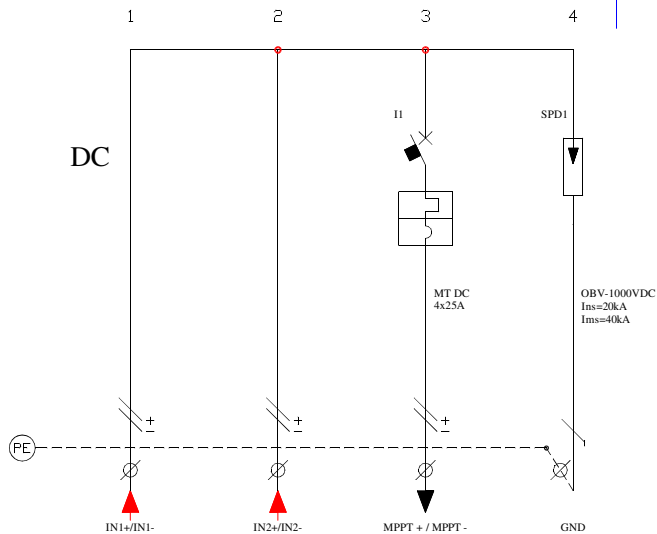 1 2 3 4
I1
SPD1
DC
MT DC
4x25A
OBV-1000VDC
Ins=20kA
Ims=40kA
+ + +
- - -
PE
IN1+/IN1- IN2+/IN2- MPPT + / MPPT - GND